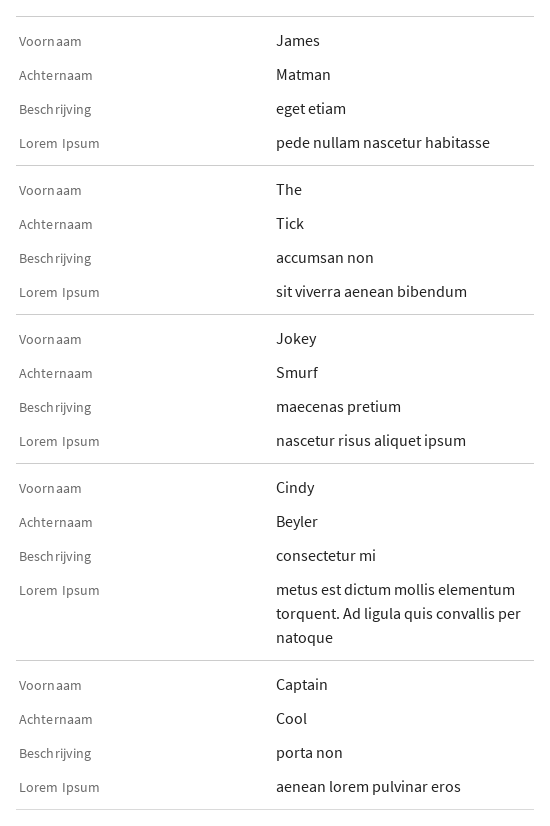 Voornaam James
Achternaam Matman
Beschrijving eget etiam
Lorem Ipsum pede nullam nascetur habitasse
Voornaam The
Achternaam Tick
Beschrijving accumsan non
Lorem Ipsum sit viverra aenean bibendum
Voornaam Jokey
Achternaam Smurf
Beschrijving maecenas pretium
Lorem Ipsum nascetur risus aliquet ipsum
Voornaam Cindy
Achternaam Beyler
Beschrijving consectetur mi
Lorem Ipsum metus est dictum mollis elementum
torquent. Ad ligula quis convallis per
natoque
Voornaam Captain
Achternaam Cool
Beschrijving porta non
Lorem Ipsum aenean lorem pulvinar eros